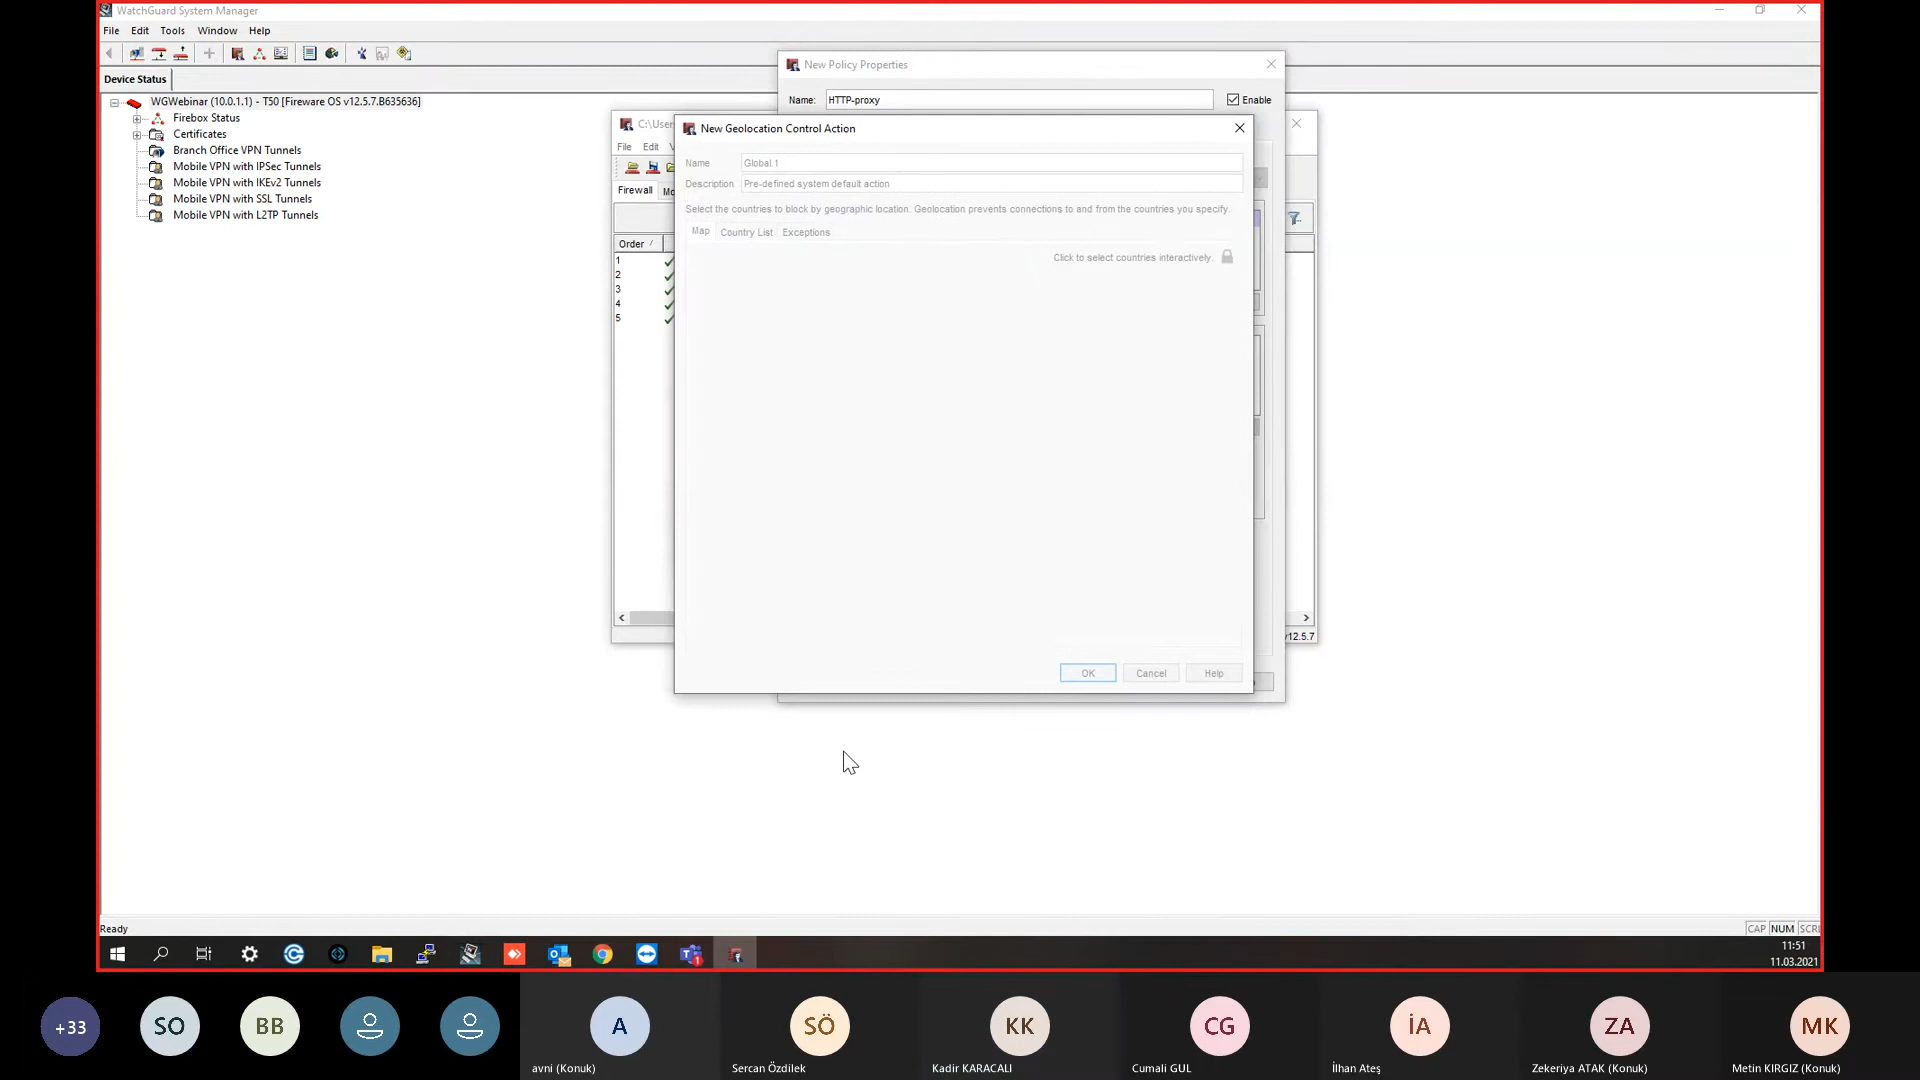 WatchGuard System Manager
File Edit Tools Window Help
Device Status
WGWebinar (10.0.1.1) - T50 [Fireware OS v12.5.7.B635636]
Firebox Status
Certificates
Branch Office VPN Tunnels
Mobile VPN with IPSec Tunnels
Mobile VPN with IKEv2 Tunnels
Mobile VPN with SSL Tunnels
Mobile VPN with L2TP Tunnels
C:\User
File Edit V
Firewall
Order
1
2
3
4
5
v12.5.7
New Policy Properties
Name: HTTP-proxy Enable
New Geolocation Control Action
Name Global.1
Description Pre-defined system default action
Select the countries to block by geographic location. Geolocation prevents connections to and from the countries you specify.
Map Country List Exceptions
Click to select countries interactively.
OK Cancel Help
Ready
CAP NUM SCR
11:51
11.03.2021
+33
SO
BB
A
SÖ
KK
CG
İA
ZA
MK
avni (Konuk)
Sercan Özdilek
Kadir KARACALI
Cumali GUL
İlhan Ateş
Zekeriya ATAK (Konuk)
Metin KIRGIZ (Konuk)